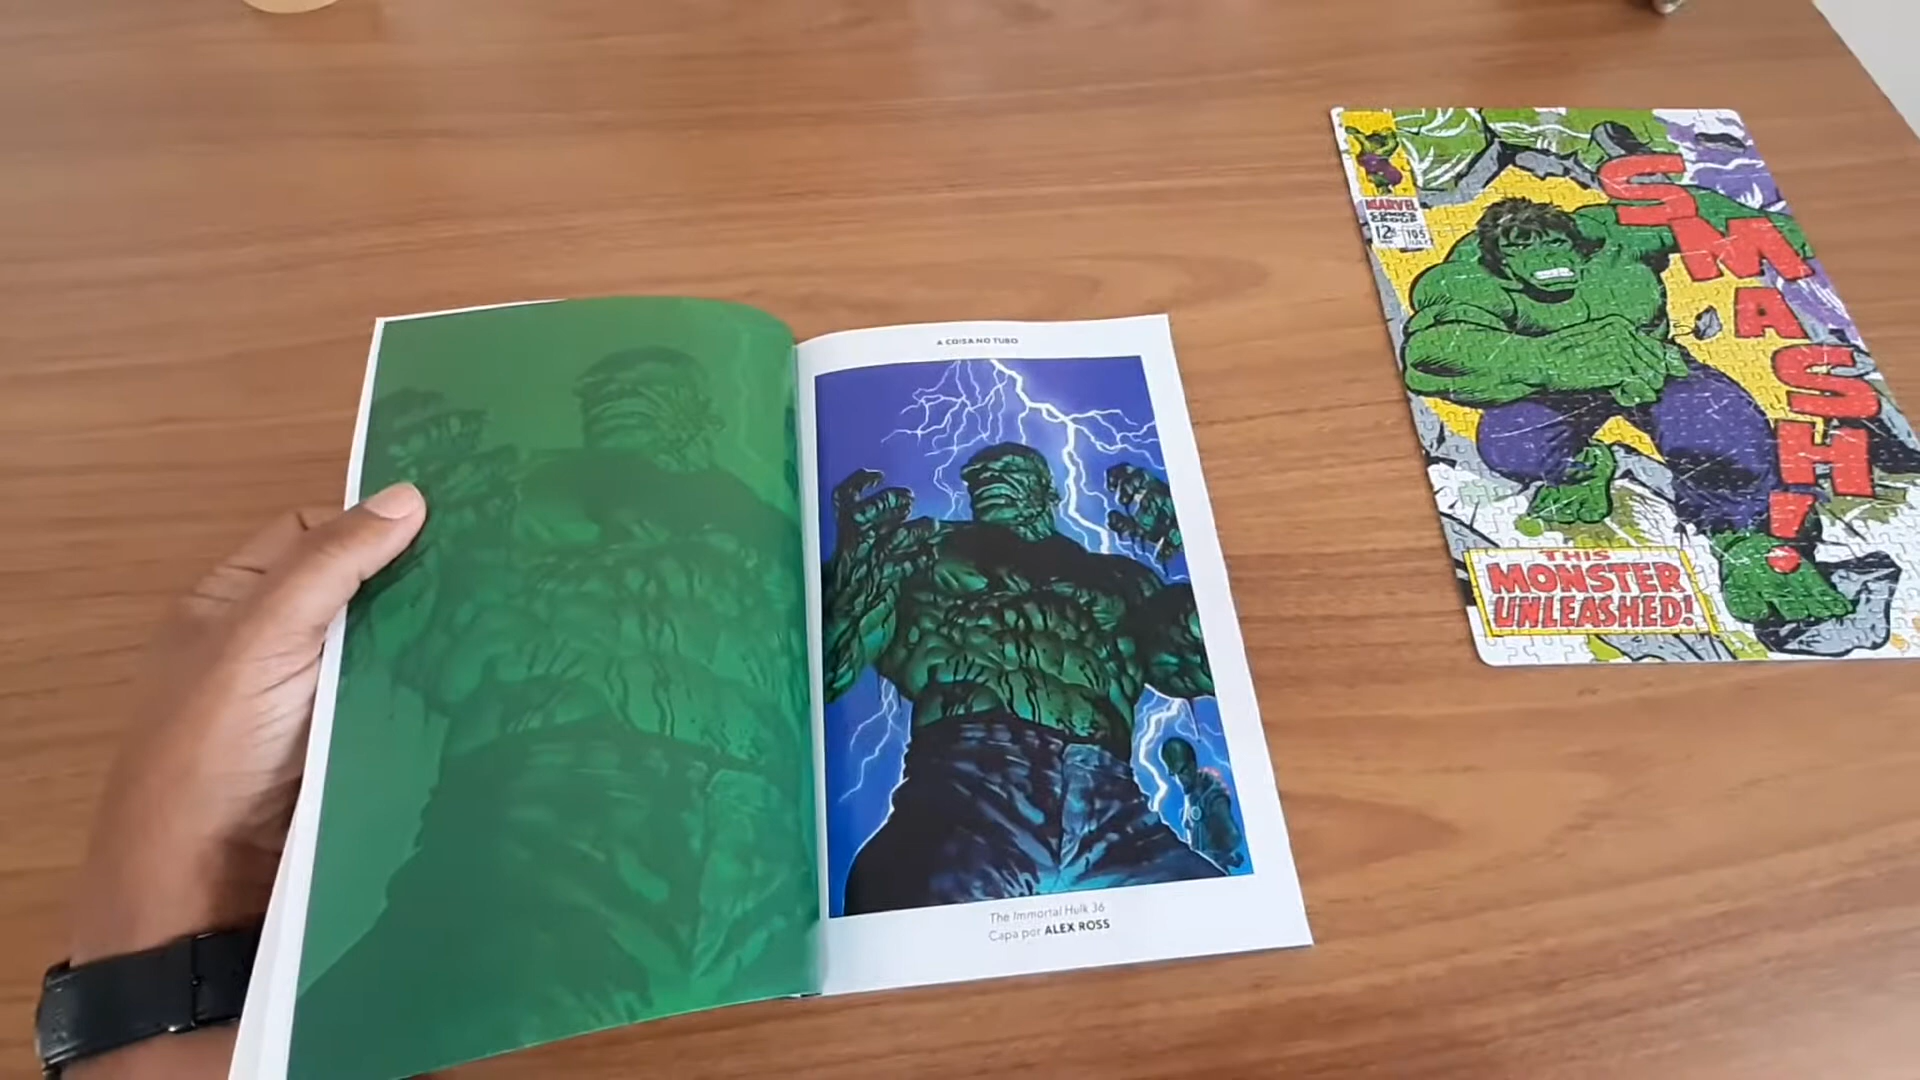 A COISA NO TUBO
The Immortal Hulk 36
Capa por ALEX ROSS
MARVEL
COMICS
GROUP
12¢ 105
SMASH!
THIS
MONSTER
UNLEASHED!